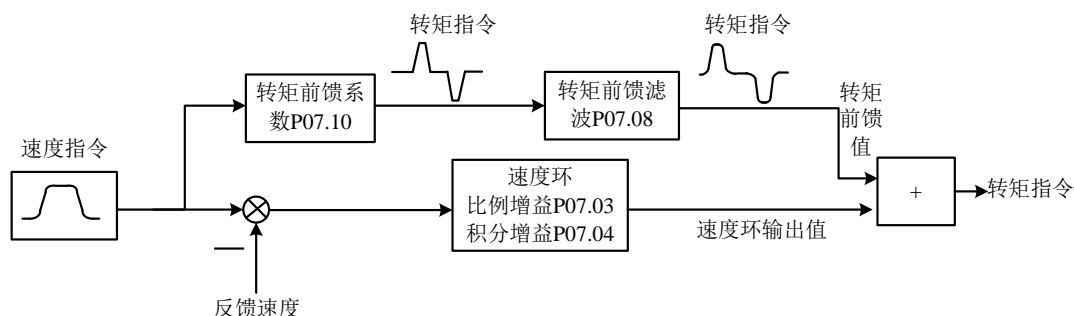 转矩指令
转矩指令
转矩前馈系
数P07.10
转矩前馈滤
波P07.08
转矩
前馈
值
速度指令
速度环
比例增益P07.03
积分增益P07.04
+
转矩指令
速度环输出值
反馈速度